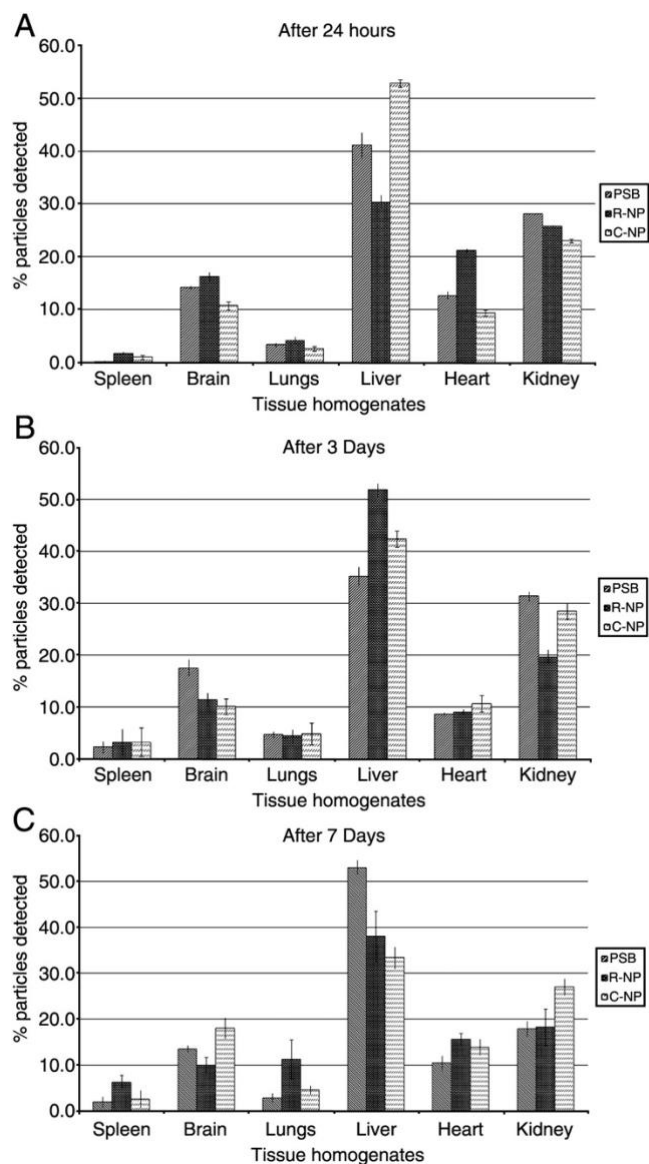 A
After 24 hours
60.0
50.0
40.0
30.0
20.0
10.0
0.0
% particles detected
PSB
R-NP
C-NP
Spleen Brain Lungs Liver Heart Kidney
Tissue homogenates
B
After 3 Days
60.0
50.0
40.0
30.0
20.0
10.0
0.0
% particles detected
PSB
R-NP
C-NP
Spleen Brain Lungs Liver Heart Kidney
Tissue homogenates
C
After 7 Days
60.0
50.0
40.0
30.0
20.0
10.0
0.0
% particles detected
PSB
R-NP
C-NP
Spleen Brain Lungs Liver Heart Kidney
Tissue homogenates